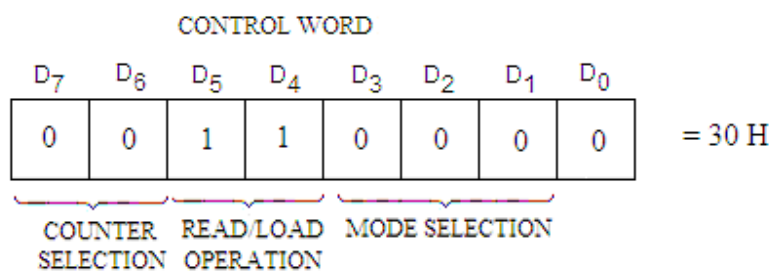 CONTROL WORD
D7 D6 D5 D4 D3 D2 D1 D0
0 0 1 1 0 0 0 0 = 30 H
COUNTER READ/LOAD MODE SELECTION
SELECTION OPERATION